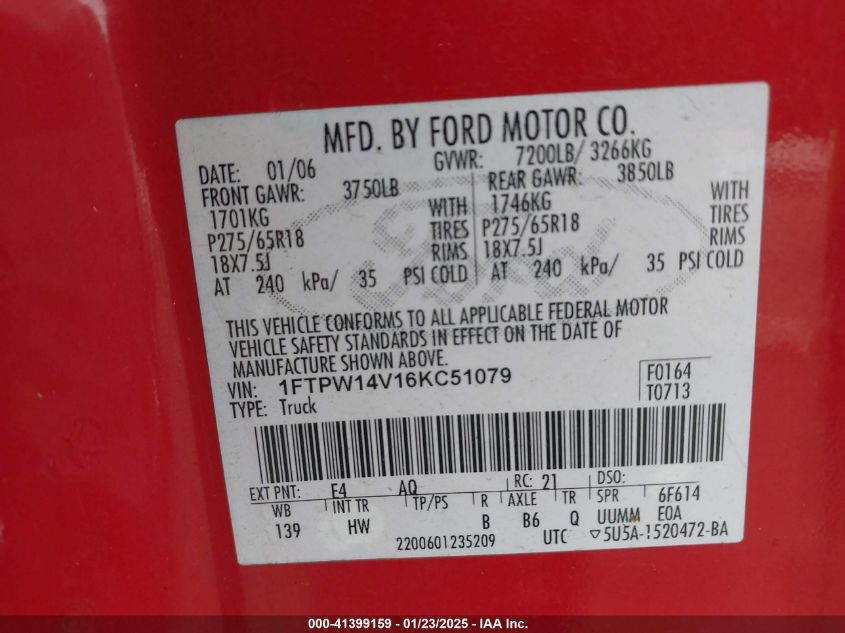 MFD. BY FORD MOTOR CO.
DATE: 01/06 GVWR: 7200LB/ 3266KG
FRONT GAWR: 3750LB REAR GAWR: 3850LB
1701KG WITH 1746KG WITH
P275/65R18 TIRES P275/65R18 TIRES
18X7.5J RIMS 18X7.5J RIMS
AT 240 kPa/ 35 PSI COLD AT 240 kPa/ 35 PSI COLD
THIS VEHICLE CONFORMS TO ALL APPLICABLE FEDERAL MOTOR
VEHICLE SAFETY STANDARDS IN EFFECT ON THE DATE OF
MANUFACTURE SHOWN ABOVE.
VIN: 1FTPW14V16KC51079 F0164
TYPE: Truck T0713
EXT PNT: E4 AQ RC: 21 DSO:
WB INT TR TP/PS R AXLE TR SPR 6F614
139 HW B B6 Q UUMM EOA
2200601235209 UTC ▽5U5A-1520472-BA
Ford
000-41399159 - 01/23/2025 - IAA Inc.